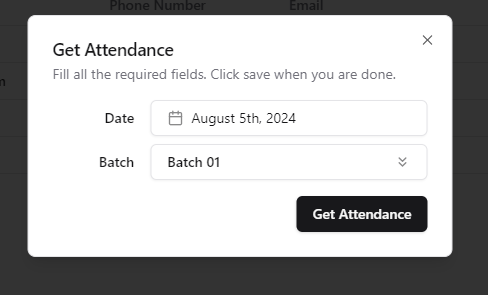 Phone Number Email
Get Attendance
Fill all the required fields. Click save when you are done.
Date August 5th, 2024
Batch Batch 01
Get Attendance